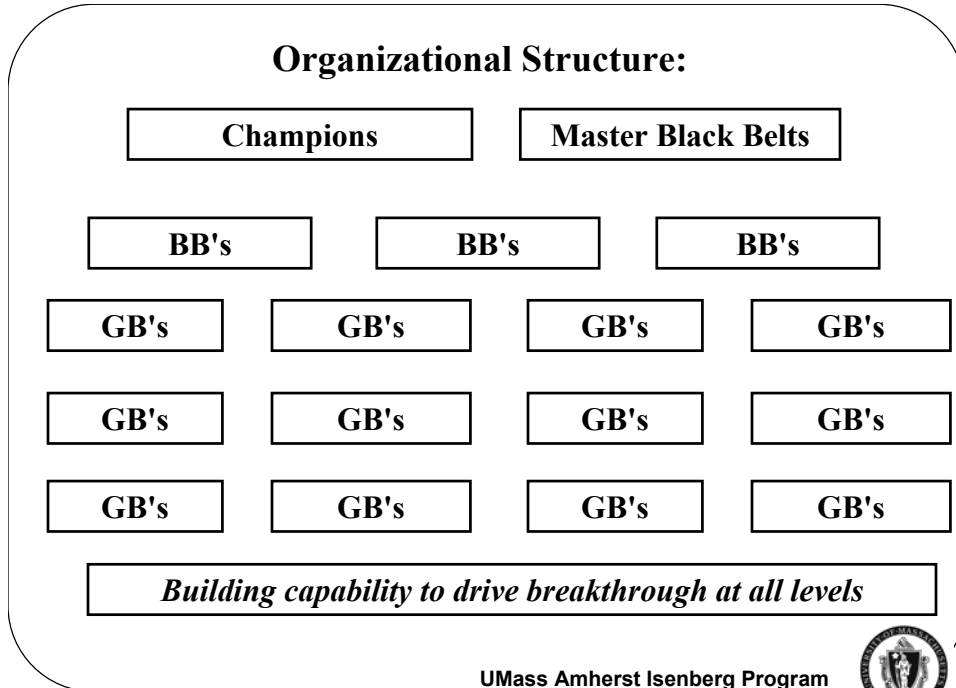 Organizational Structure:
Champions Master Black Belts
BB's BB's BB's
GB's GB's GB's GB's
GB's GB's GB's GB's
GB's GB's GB's GB's
Building capability to drive breakthrough at all levels
UMass Amherst Isenberg Program